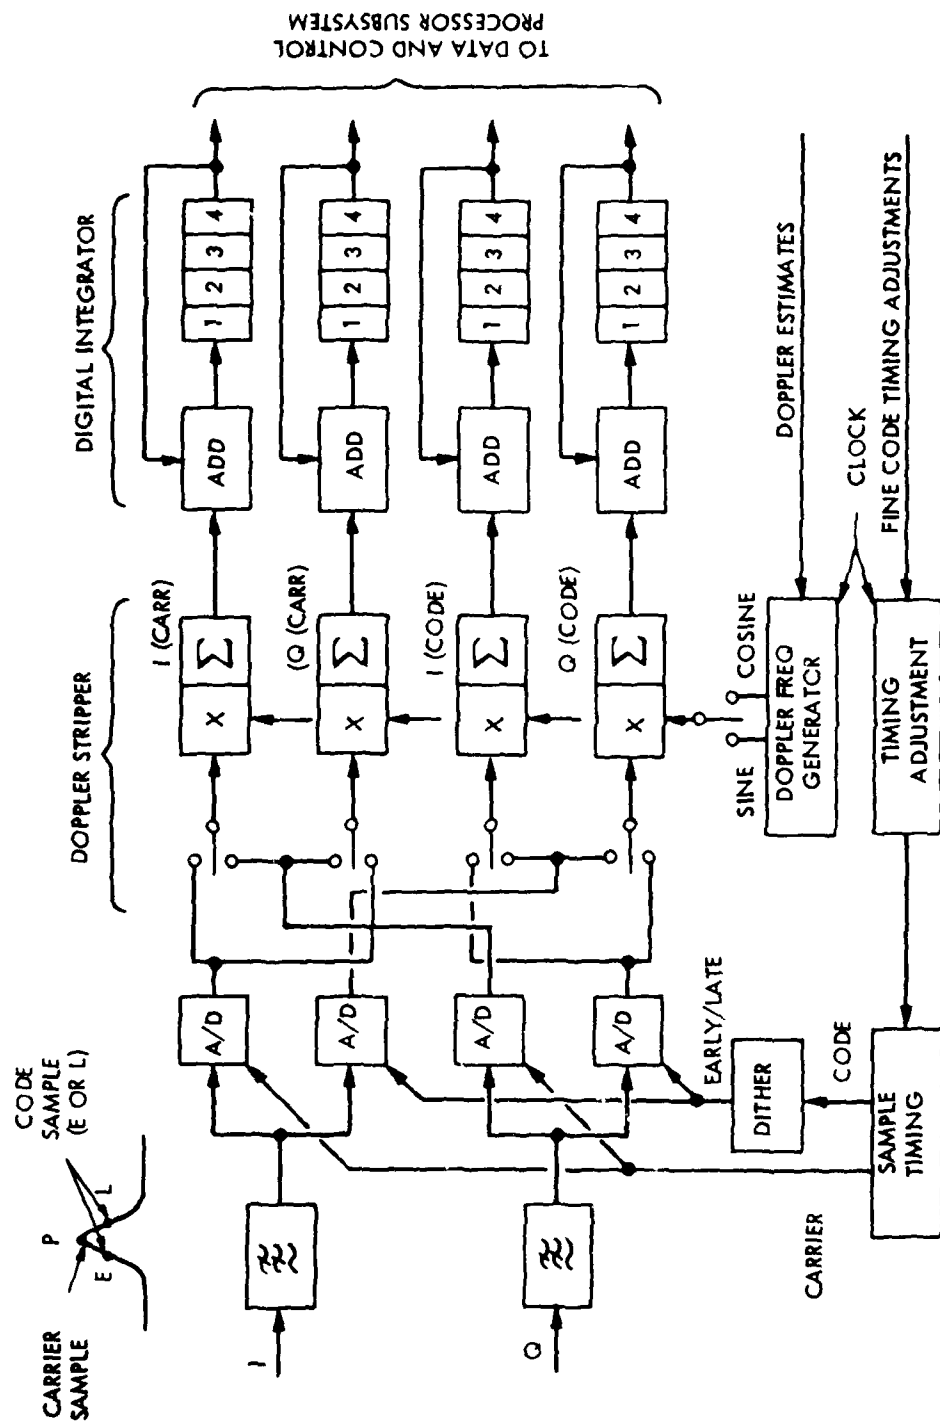 CARRIER
SAMPLE
CODE
SAMPLE
(E OR L)
P
E
L
DOPPLER STRIPPER
DIGITAL INTEGRATOR
TO DATA AND CONTROL
PROCESSOR SUBSYSTEM
I
A/D
X
Σ
I (CARR)
ADD
1 2 3 4
A/D
X
Σ
(Q (CARR)
ADD
1 2 3 4
Q
A/D
X
Σ
I (CODE)
ADD
1 2 3 4
A/D
X
Σ
Q (CODE)
ADD
1 2 3 4
EARLY/LATE
DITHER
CODE
CARRIER
SAMPLE
TIMING
SINE
COSINE
DOPPLER FREQ
GENERATOR
DOPPLER ESTIMATES
CLOCK
TIMING
ADJUSTMENT
FINE CODE TIMING ADJUSTMENTS